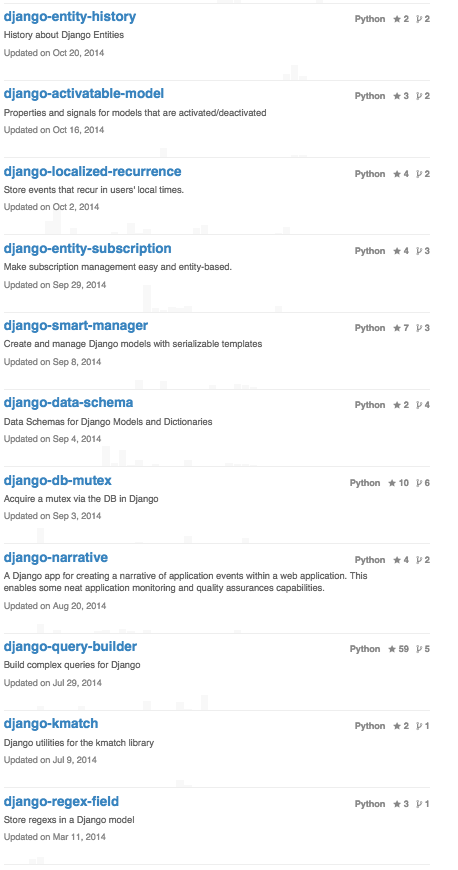 django-entity-history Python 2 2
History about Django Entities
Updated on Oct 20, 2014
django-activatable-model Python 3 2
Properties and signals for models that are activated/deactivated
Updated on Oct 16, 2014
django-localized-recurrence Python 4 2
Store events that recur in users' local times.
Updated on Oct 2, 2014
django-entity-subscription Python 4 3
Make subscription management easy and entity-based.
Updated on Sep 29, 2014
django-smart-manager Python 7 3
Create and manage Django models with serializable templates
Updated on Sep 8, 2014
django-data-schema Python 2 4
Data Schemas for Django Models and Dictionaries
Updated on Sep 4, 2014
django-db-mutex Python 10 6
Acquire a mutex via the DB in Django
Updated on Sep 3, 2014
django-narrative Python 4 2
A Django app for creating a narrative of application events within a web application. This
enables some neat application monitoring and quality assurances capabilities.
Updated on Aug 20, 2014
django-query-builder Python 59 5
Build complex queries for Django
Updated on Jul 29, 2014
django-kmatch Python 2 1
Django utilities for the kmatch library
Updated on Jul 9, 2014
django-regex-field Python 3 1
Store regexs in a Django model
Updated on Mar 11, 2014